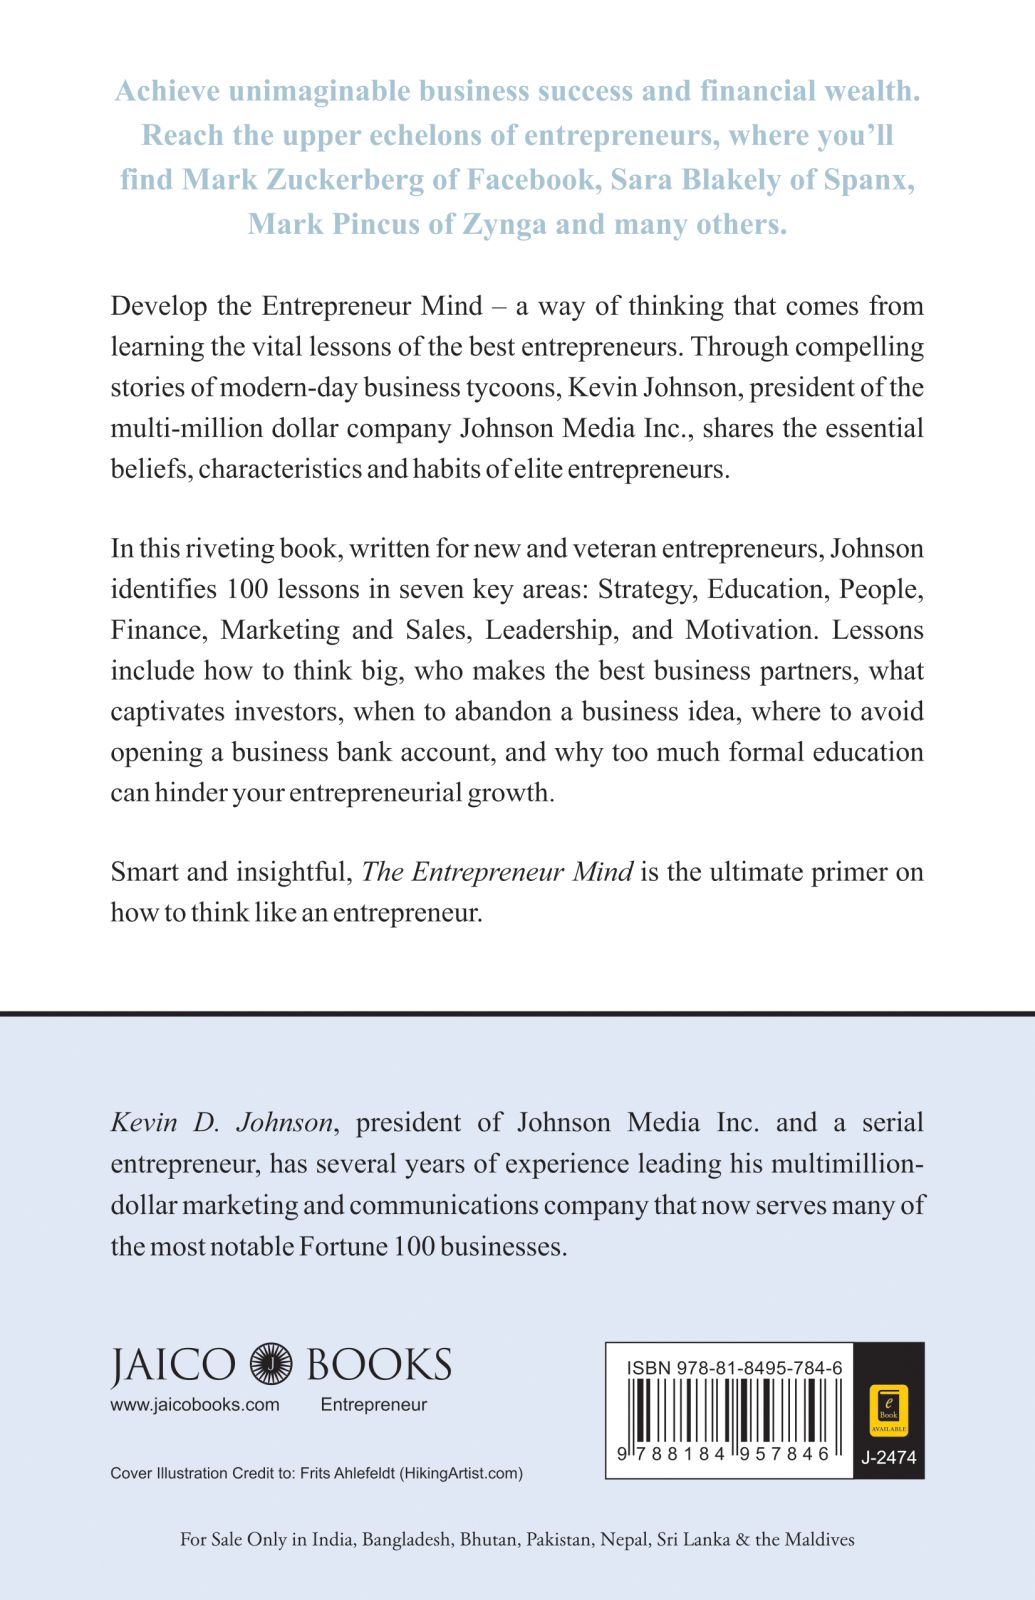 Achieve unimaginable business success and financial wealth.
Reach the upper echelons of entrepreneurs, where you’ll
find Mark Zuckerberg of Facebook, Sara Blakely of Spanx,
Mark Pincus of Zynga and many others.
Develop the Entrepreneur Mind – a way of thinking that comes from
learning the vital lessons of the best entrepreneurs. Through compelling
stories of modern-day business tycoons, Kevin Johnson, president of the
multi-million dollar company Johnson Media Inc., shares the essential
beliefs, characteristics and habits of elite entrepreneurs.
In this riveting book, written for new and veteran entrepreneurs, Johnson
identifies 100 lessons in seven key areas: Strategy, Education, People,
Finance, Marketing and Sales, Leadership, and Motivation. Lessons
include how to think big, who makes the best business partners, what
captivates investors, when to abandon a business idea, where to avoid
opening a business bank account, and why too much formal education
can hinder your entrepreneurial growth.
Smart and insightful, The Entrepreneur Mind is the ultimate primer on
how to think like an entrepreneur.
Kevin D. Johnson, president of Johnson Media Inc. and a serial
entrepreneur, has several years of experience leading his multimillion-
dollar marketing and communications company that now serves many of
the most notable Fortune 100 businesses.
JAICO J BOOKS
www.jaicobooks.com Entrepreneur
Cover Illustration Credit to: Frits Ahlefeldt (HikingArtist.com)
ISBN 978-81-8495-784-6
9 788184 957846
e
Book
AVAILABLE
J-2474
For Sale Only in India, Bangladesh, Bhutan, Pakistan, Nepal, Sri Lanka & the Maldives